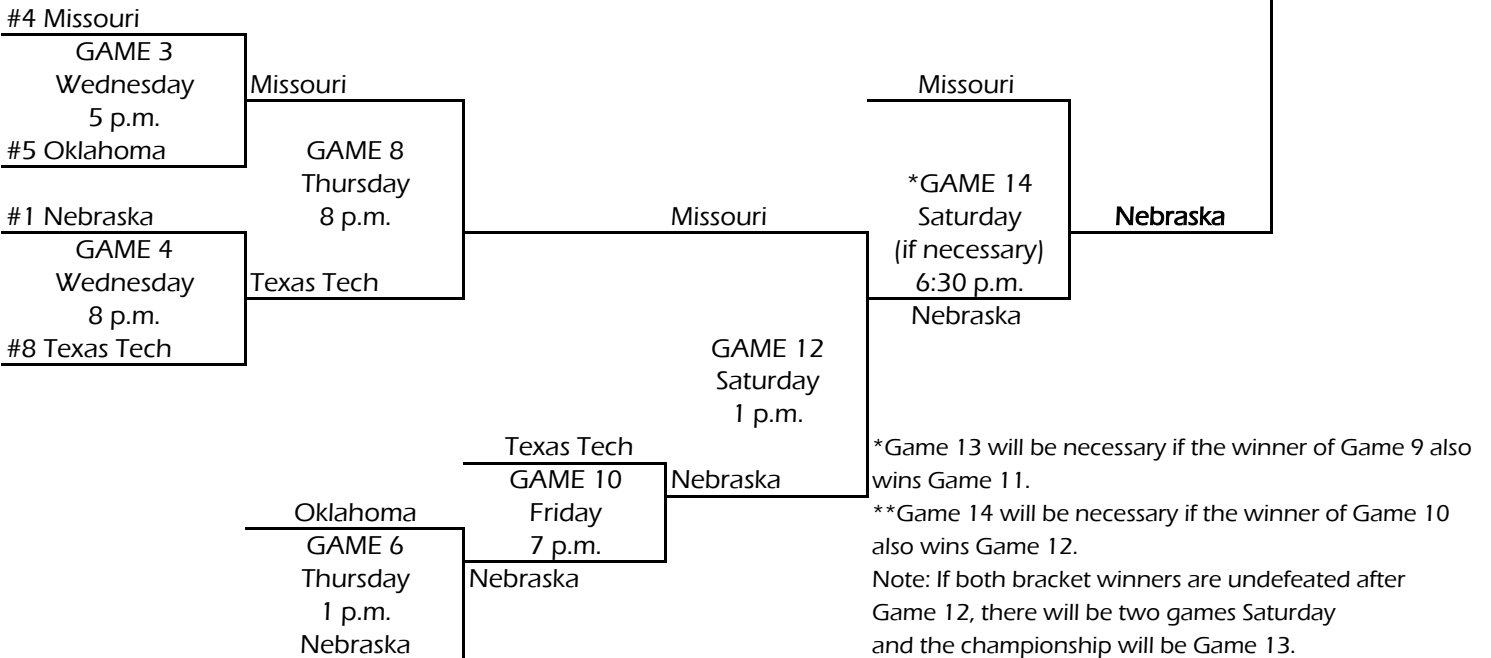 #4 Missouri
GAME 3
Wednesday
5 p.m.
#5 Oklahoma
Missouri
#1 Nebraska
GAME 4
Wednesday
8 p.m.
#8 Texas Tech
Texas Tech
GAME 8
Thursday
8 p.m.
Missouri
Oklahoma
GAME 6
Thursday
1 p.m.
Nebraska
Texas Tech
GAME 10
Friday
7 p.m.
Nebraska
Nebraska
GAME 12
Saturday
1 p.m.
Missouri
*GAME 14
Saturday
(if necessary)
6:30 p.m.
Nebraska
Nebraska
*Game 13 will be necessary if the winner of Game 9 also
wins Game 11.
**Game 14 will be necessary if the winner of Game 10
also wins Game 12.
Note: If both bracket winners are undefeated after
Game 12, there will be two games Saturday
and the championship will be Game 13.